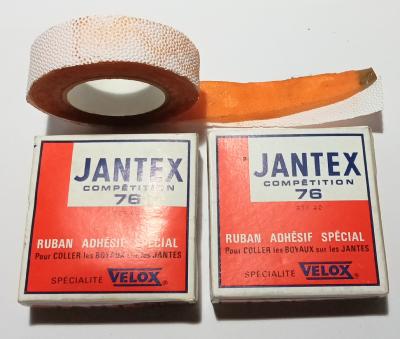 JANTEX
COMPÉTITION
76
RUBAN ADHÉSIF SPÉCIAL
Pour COLLER les BOYAUX sur les JANTES
SPÉCIALITÉ VELOX
JANTEX
COMPÉTITION
76
RUBAN ADHÉSIF SPÉCIAL
Pour COLLER les BOYAUX sur les JANTES
SPÉCIALITÉ VELOX